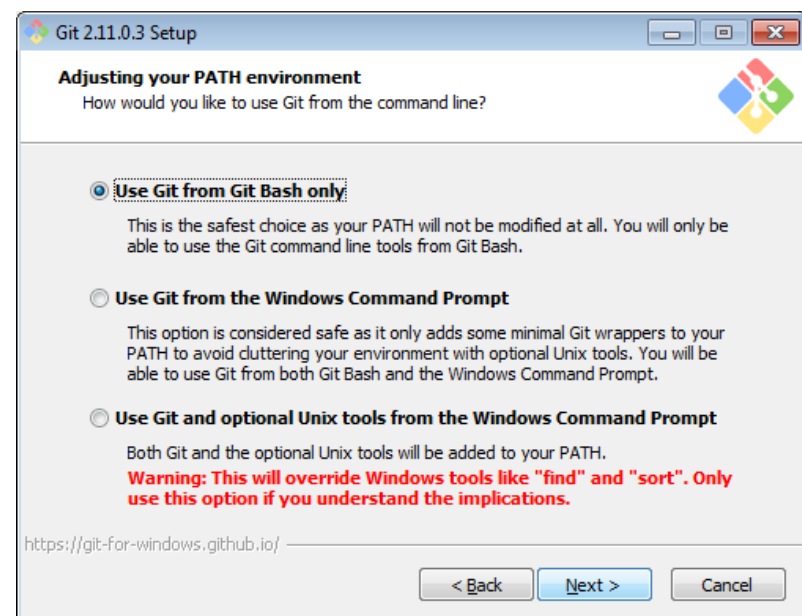 Git 2.11.0.3 Setup
Adjusting your PATH environment
How would you like to use Git from the command line?
Use Git from Git Bash only
This is the safest choice as your PATH will not be modified at all. You will only be
able to use the Git command line tools from Git Bash.
Use Git from the Windows Command Prompt
This option is considered safe as it only adds some minimal Git wrappers to your
PATH to avoid cluttering your environment with optional Unix tools. You will be
able to use Git from both Git Bash and the Windows Command Prompt.
Use Git and optional Unix tools from the Windows Command Prompt
Both Git and the optional Unix tools will be added to your PATH.
Warning: This will override Windows tools like "find" and "sort". Only
use this option if you understand the implications.
https://git-for-windows.github.io/
< Back Next > Cancel